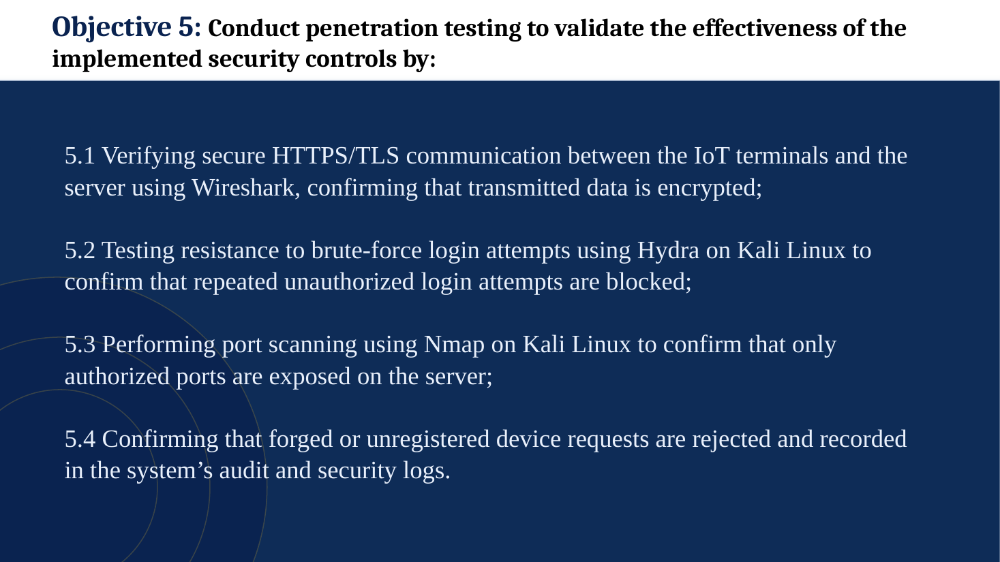 Objective 5: Conduct penetration testing to validate the effectiveness of the
implemented security controls by:
5.1 Verifying secure HTTPS/TLS communication between the IoT terminals and the
server using Wireshark, confirming that transmitted data is encrypted;
5.2 Testing resistance to brute-force login attempts using Hydra on Kali Linux to
confirm that repeated unauthorized login attempts are blocked;
5.3 Performing port scanning using Nmap on Kali Linux to confirm that only
authorized ports are exposed on the server;
5.4 Confirming that forged or unregistered device requests are rejected and recorded
in the system’s audit and security logs.